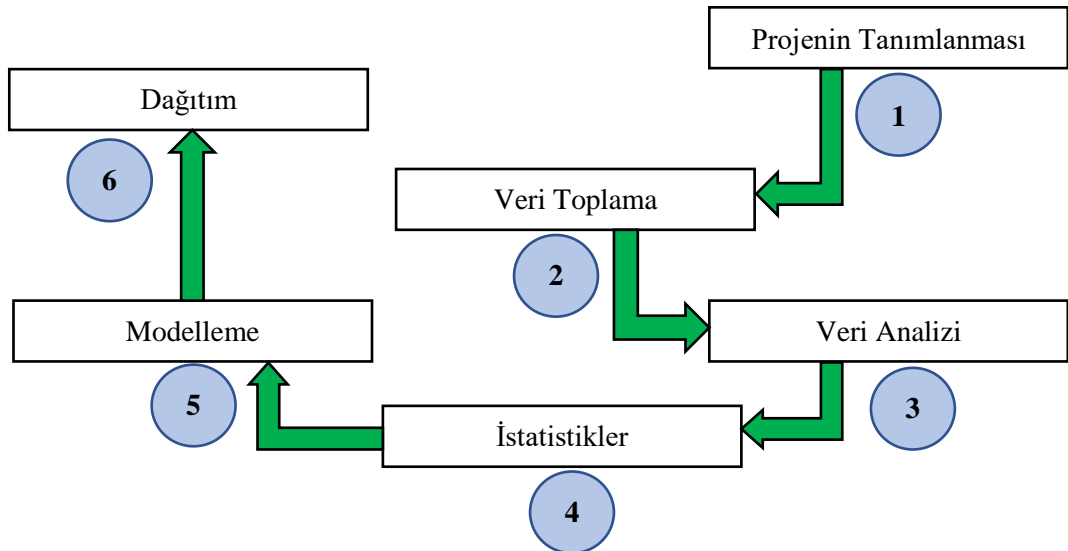 Projenin Tanımlanması
1
Veri Toplama
2
Veri Analizi
3
İstatistikler
4
Modelleme
5
Dağıtım
6